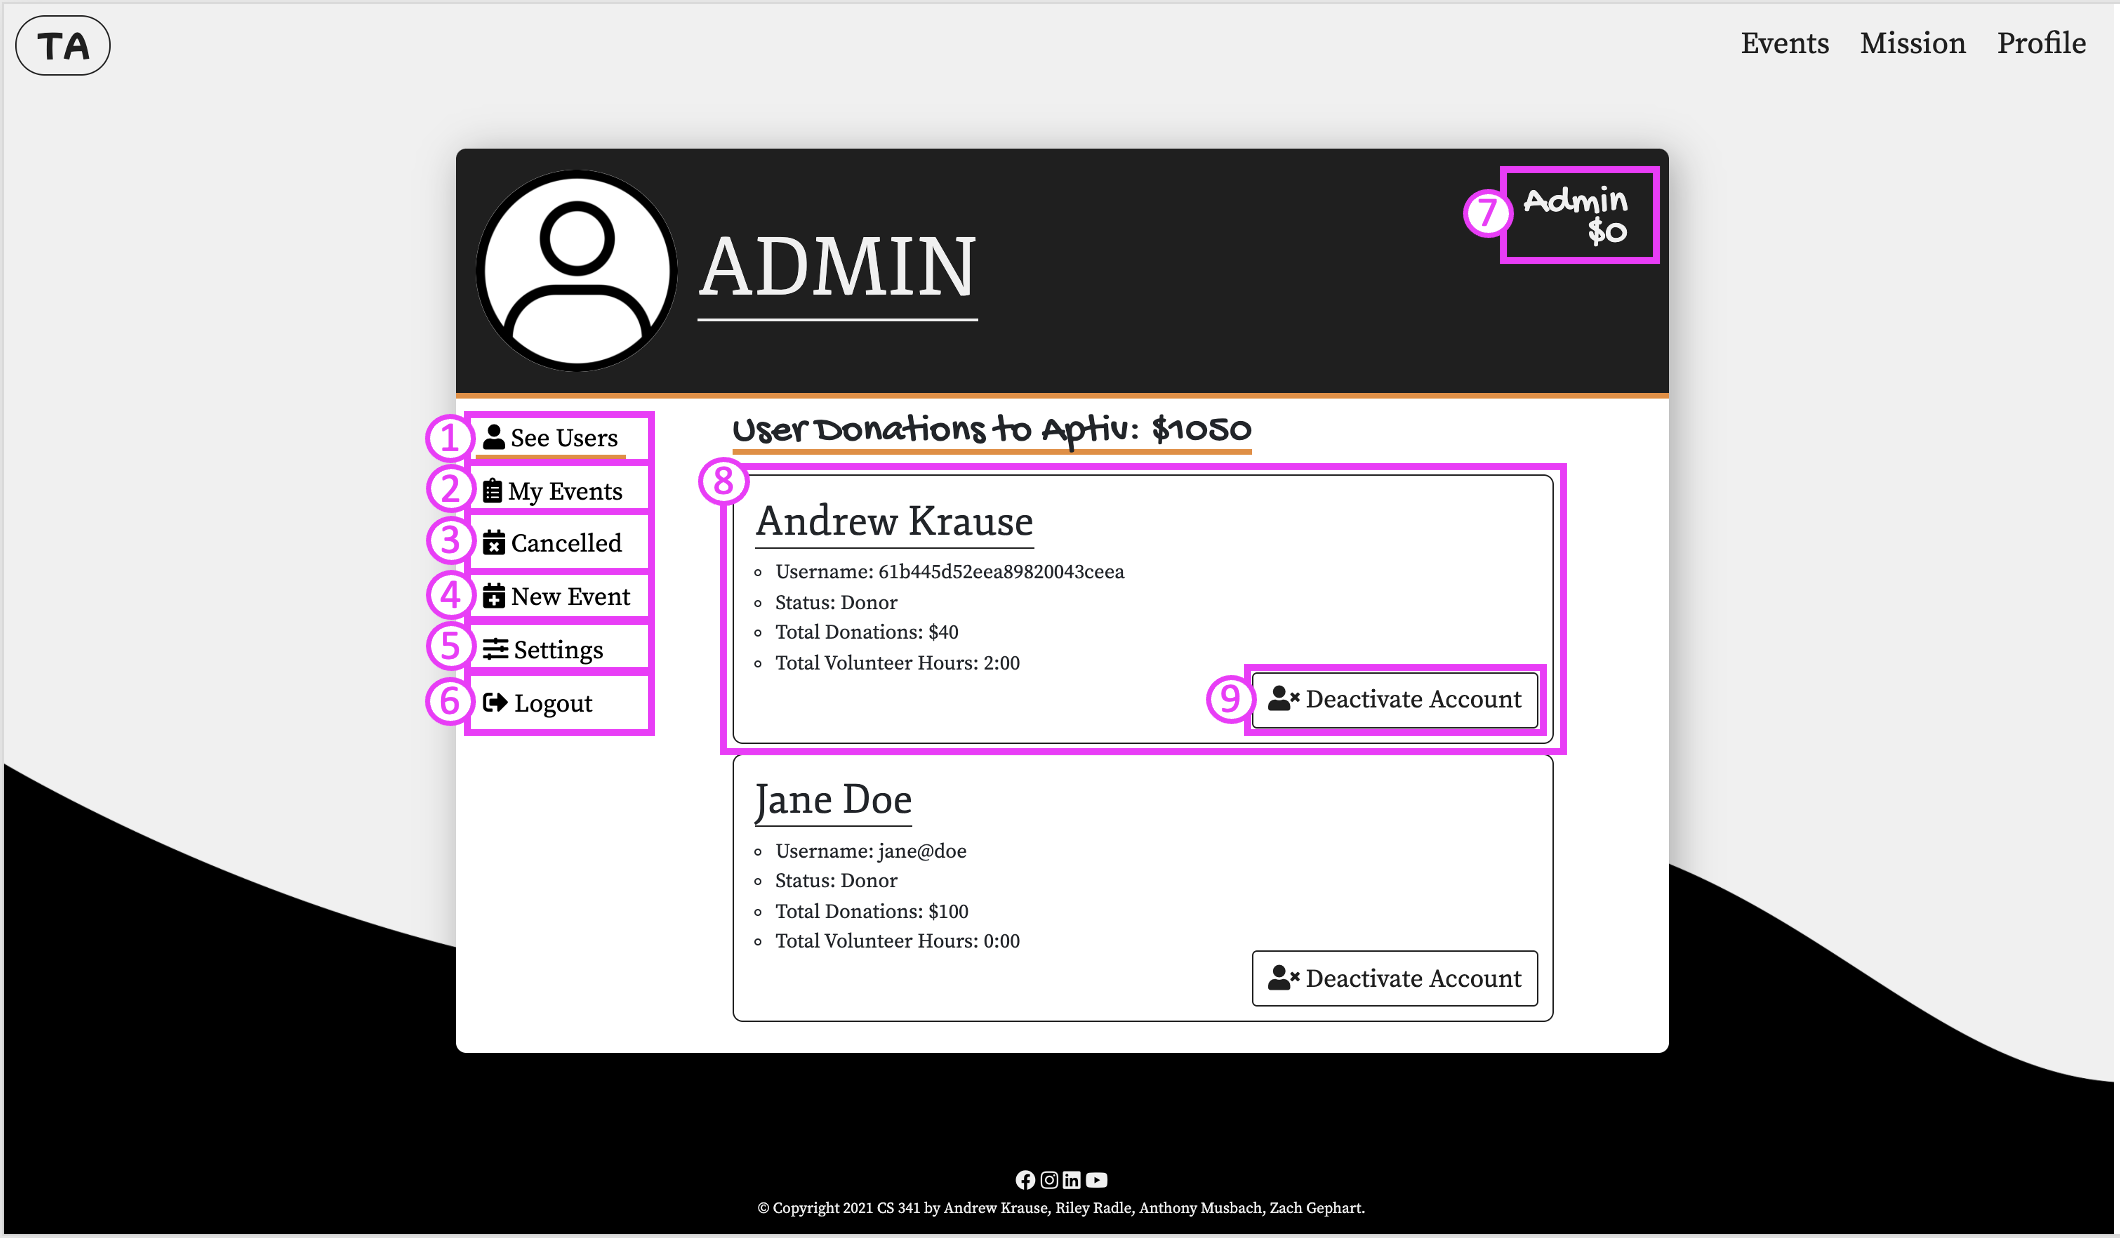 TA
Events Mission Profile
ADMIN
7 Admin
$0
1 See Users
2 My Events
3 Cancelled
4 New Event
5 Settings
6 Logout
User Donations to Aptiv: $1050
8
Andrew Krause
Username: 61b445d52eea89820043ceea
Status: Donor
Total Donations: $40
Total Volunteer Hours: 2:00
9 Deactivate Account
Jane Doe
Username: jane@doe
Status: Donor
Total Donations: $100
Total Volunteer Hours: 0:00
Deactivate Account
© Copyright 2021 CS 341 by Andrew Krause, Riley Radle, Anthony Musbach, Zach Gephart.